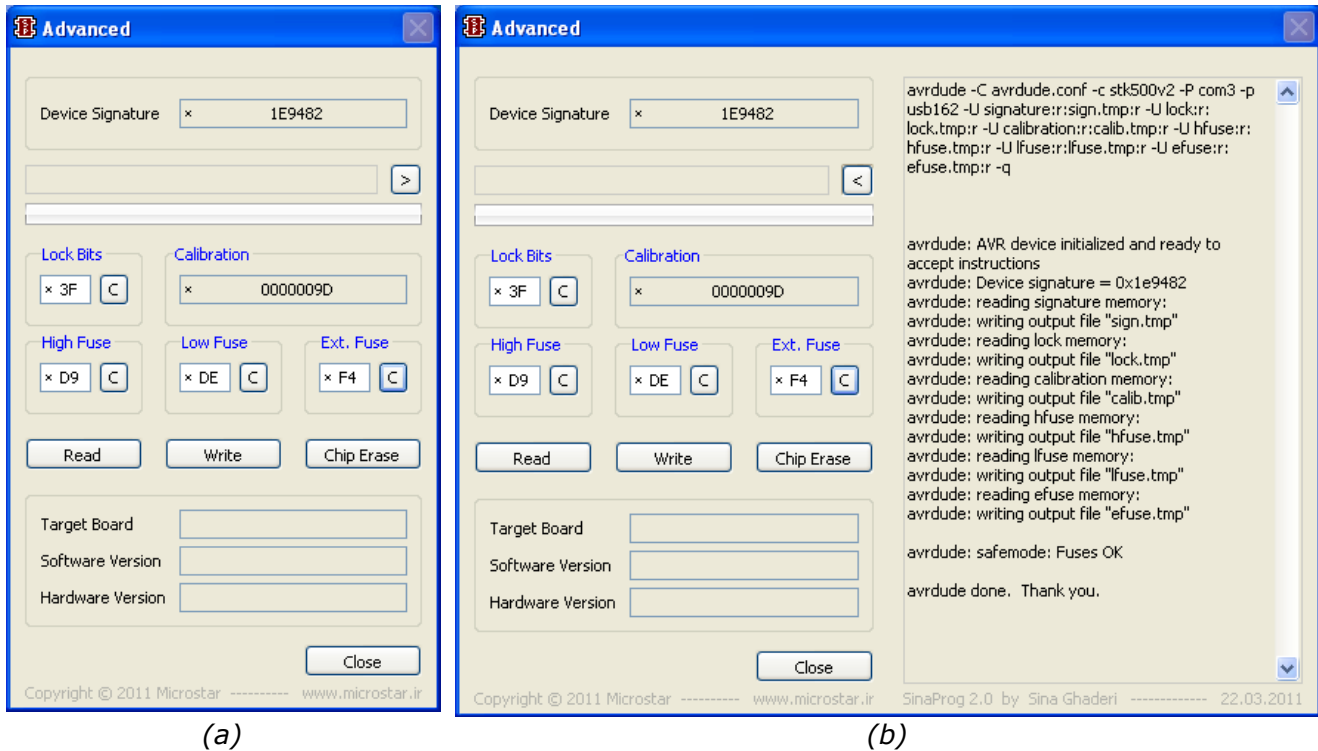 Advanced
Device Signature × 1E9482
>
Lock Bits Calibration
× 3F C × 0000009D
High Fuse Low Fuse Ext. Fuse
× D9 C × DE C × F4 C
Read Write Chip Erase
Target Board
Software Version
Hardware Version
Close
Copyright © 2011 Microstar ---------- www.microstar.ir
(a)
Advanced
Device Signature × 1E9482
<
Lock Bits Calibration
× 3F C × 0000009D
High Fuse Low Fuse Ext. Fuse
× D9 C × DE C × F4 C
Read Write Chip Erase
Target Board
Software Version
Hardware Version
Close
Copyright © 2011 Microstar ---------- www.microstar.ir
avrdude -C avrdude.conf -c stk500v2 -P com3 -p
usb162 -U signature:r:sign.tmp:r -U lock:r:
lock.tmp:r -U calibration:r:calib.tmp:r -U hfuse:r:
hfuse.tmp:r -U lfuse:r:lfuse.tmp:r -U efuse:r:
efuse.tmp:r -q
avrdude: AVR device initialized and ready to
accept instructions
avrdude: Device signature = 0x1e9482
avrdude: reading signature memory:
avrdude: writing output file "sign.tmp"
avrdude: reading lock memory:
avrdude: writing output file "lock.tmp"
avrdude: reading calibration memory:
avrdude: writing output file "calib.tmp"
avrdude: reading hfuse memory:
avrdude: writing output file "hfuse.tmp"
avrdude: reading lfuse memory:
avrdude: writing output file "lfuse.tmp"
avrdude: reading efuse memory:
avrdude: writing output file "efuse.tmp"
avrdude: safemode: Fuses OK
avrdude done. Thank you.
SinaProg 2.0 by Sina Ghaderi ------------- 22.03.2011
(b)